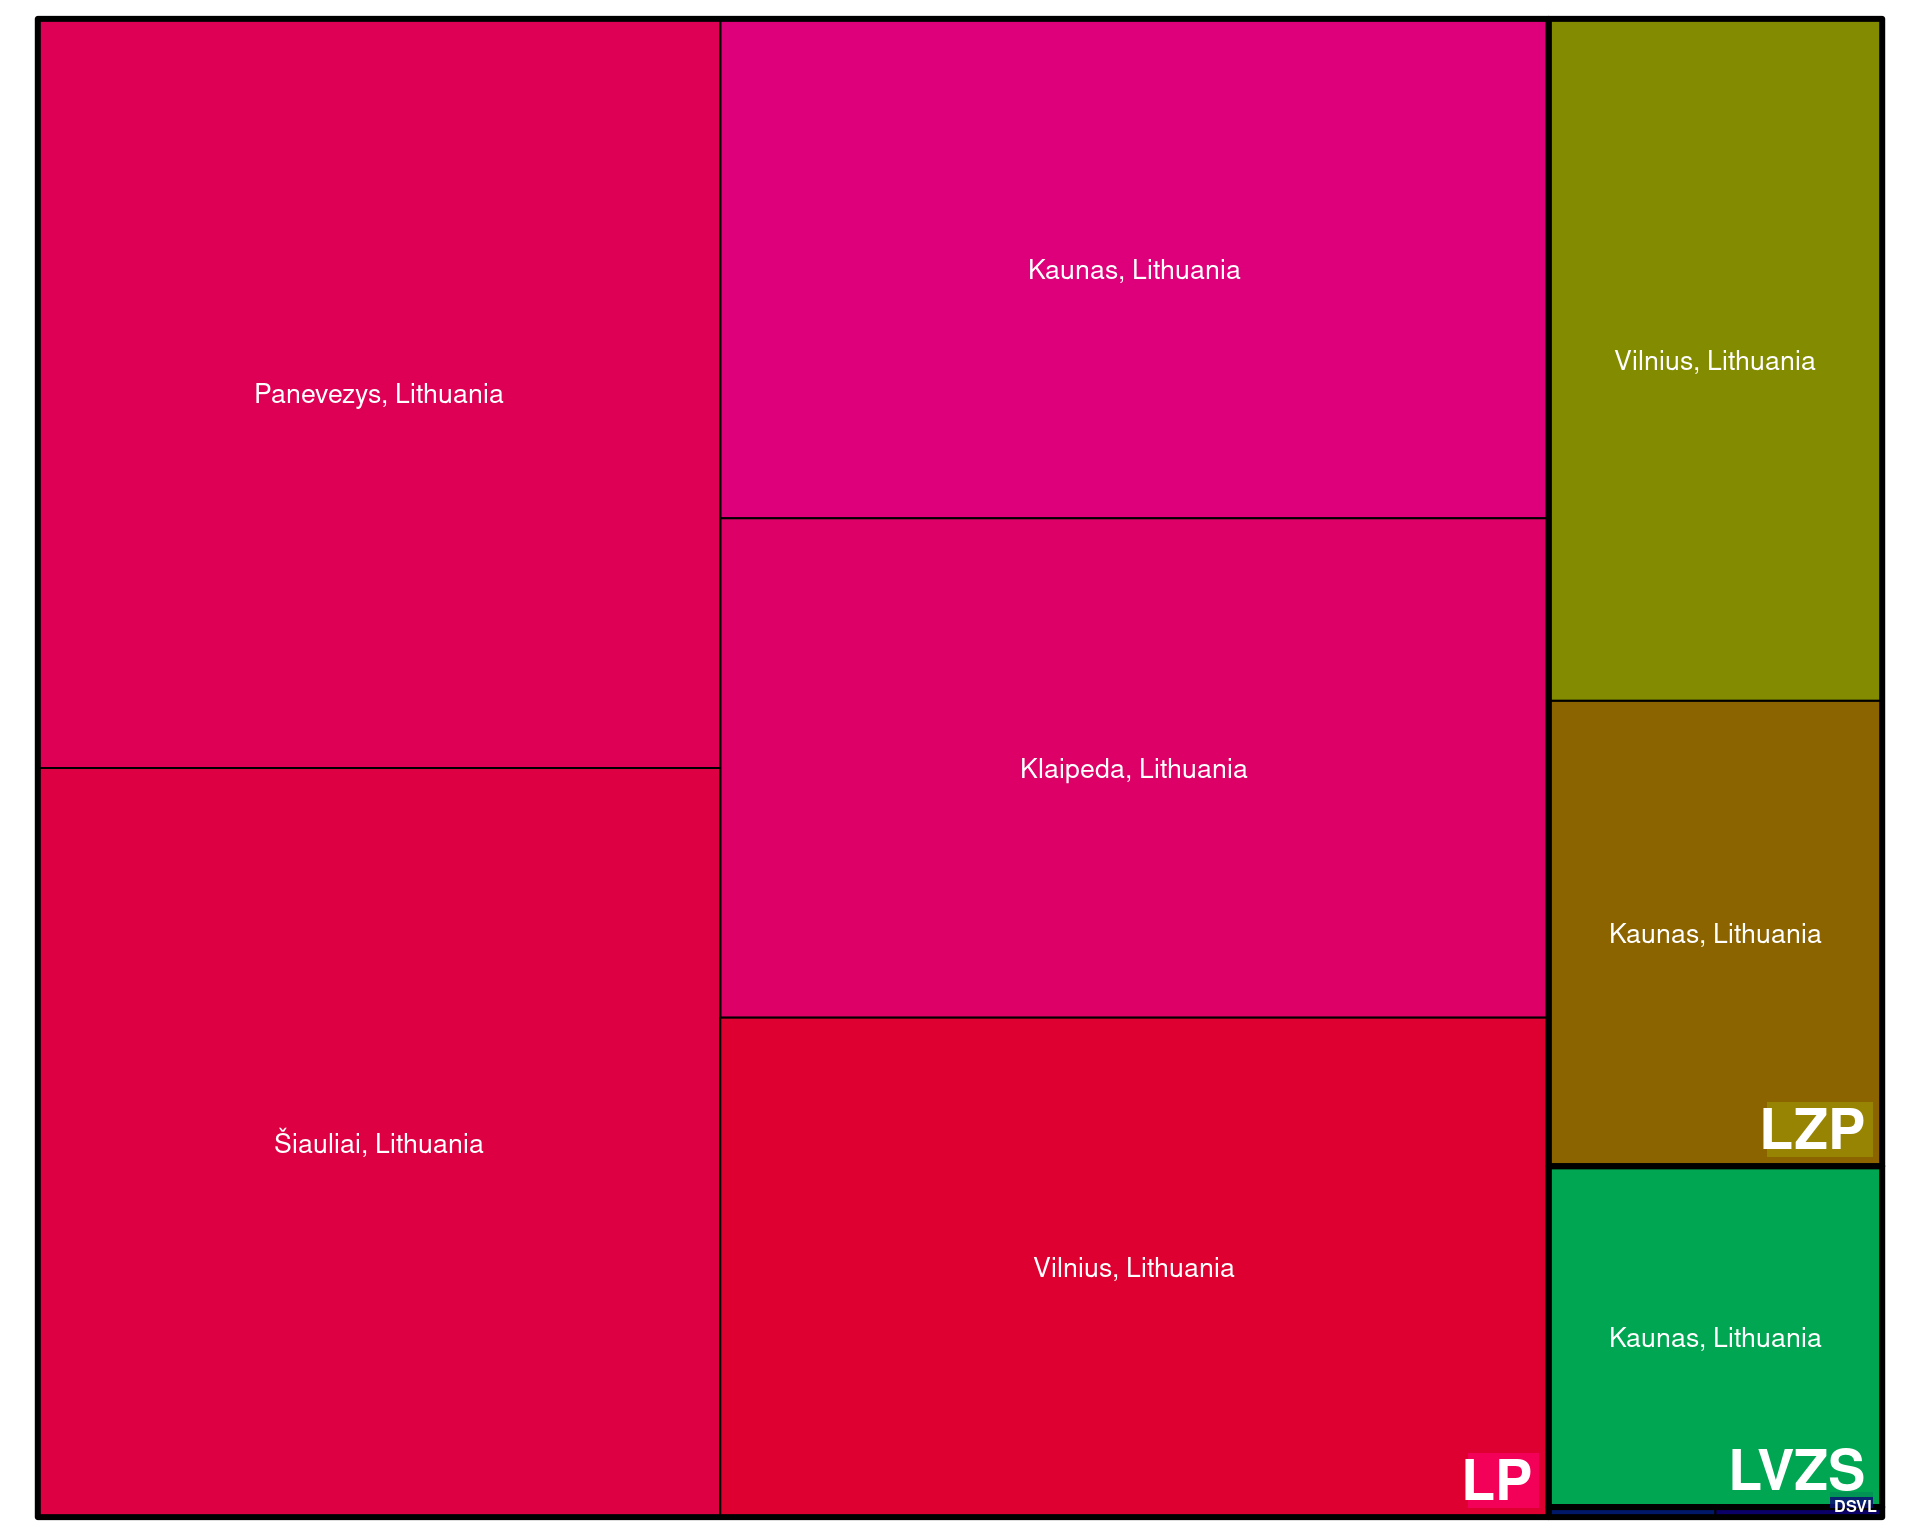 Panevezys, Lithuania
Šiauliai, Lithuania
Kaunas, Lithuania
Klaipeda, Lithuania
Vilnius, Lithuania
LP
Vilnius, Lithuania
Kaunas, Lithuania
LZP
Kaunas, Lithuania
LVZS
DSVL